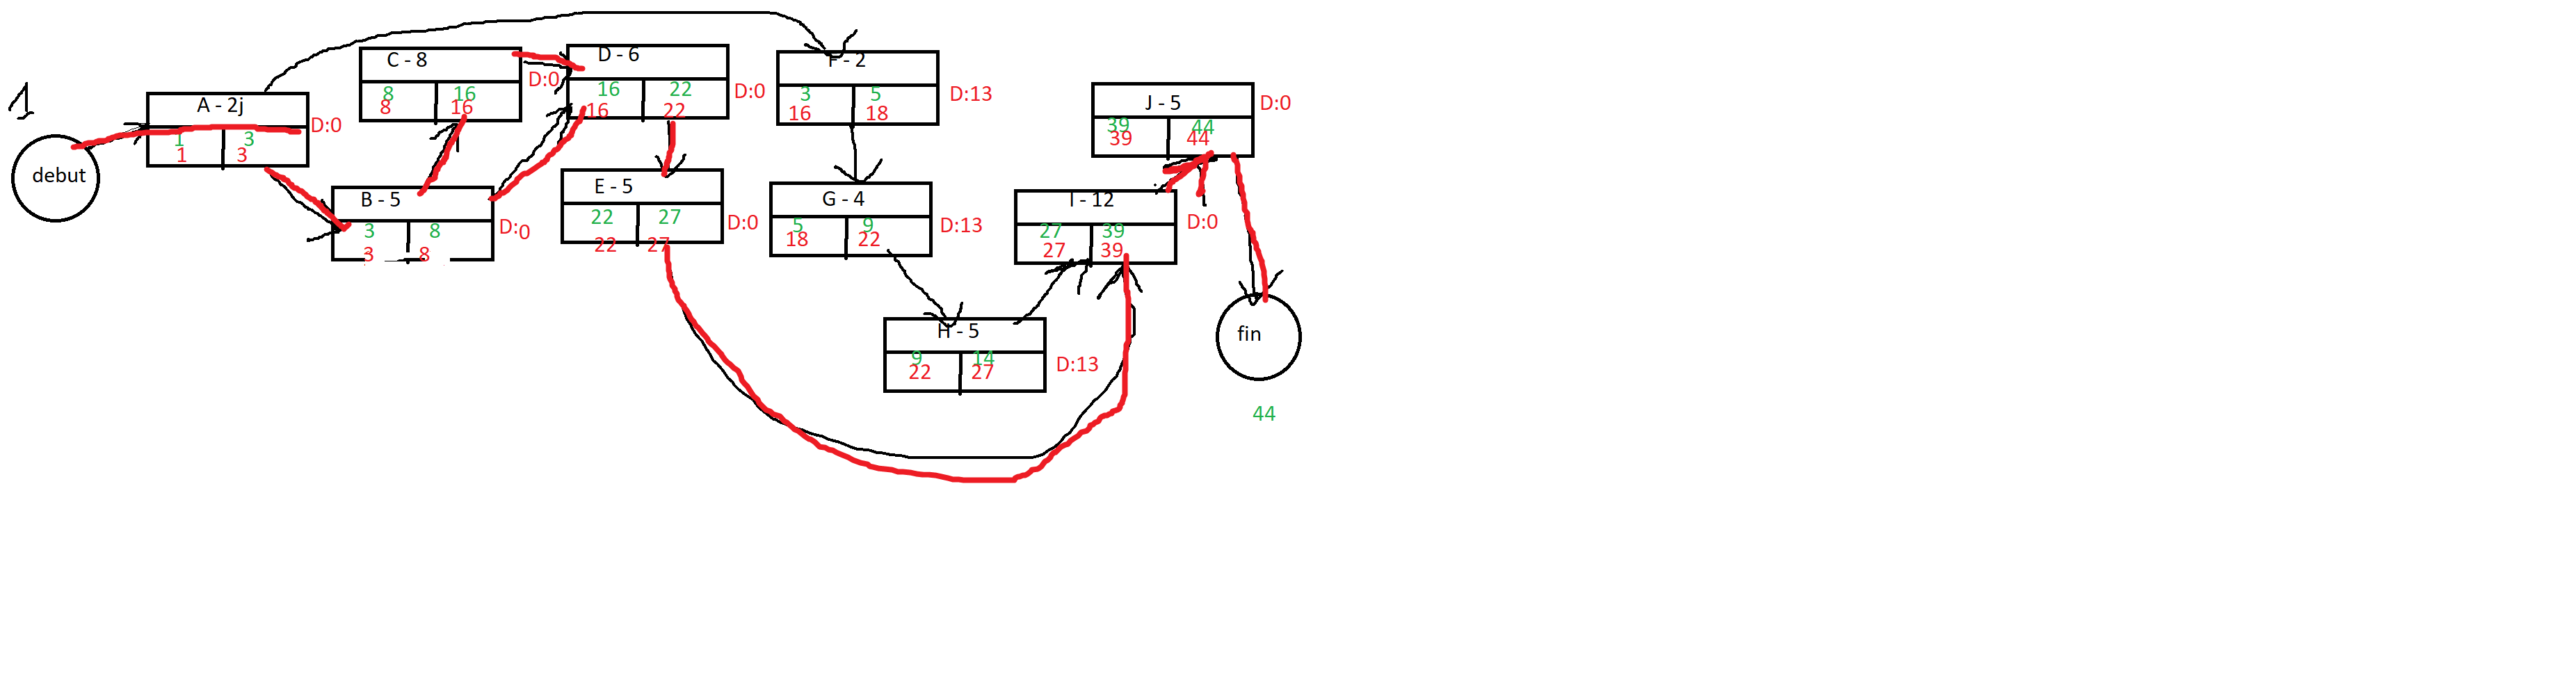 1
debut
A - 2j
1 3
1 3
D:0
B - 5
3 8
3 8
D:0
C - 8
8 16
8 16
D:0
D - 6
16 22
16 22
D:0
E - 5
22 27
22 27
D:0
F - 2
3 5
16 18
D:13
G - 4
5 9
18 22
D:13
H - 5
9 14
22 27
D:13
I - 12
27 39
27 39
D:0
J - 5
39 44
39 44
D:0
fin
44